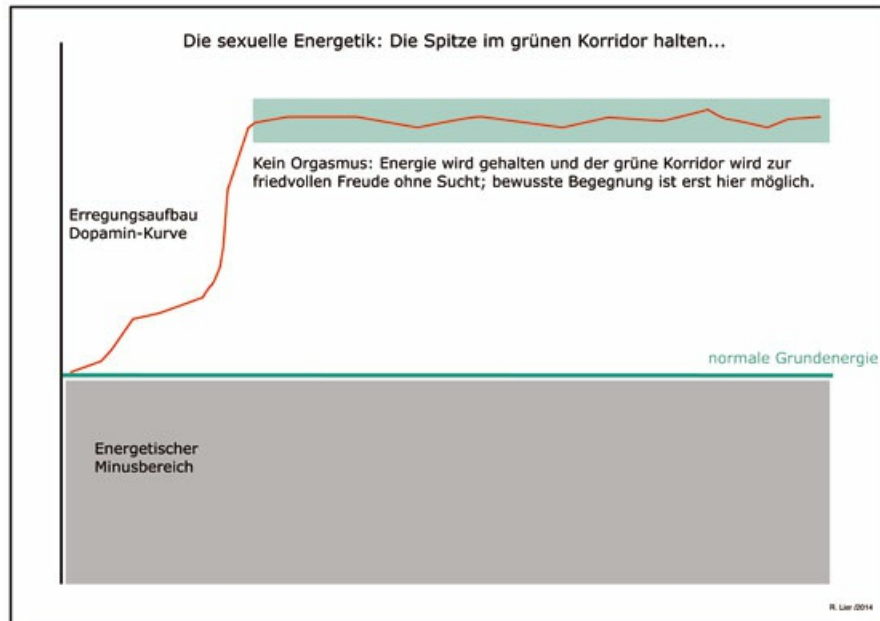 Die sexuelle Energetik: Die Spitze im grünen Korridor halten...
Kein Orgasmus: Energie wird gehalten und der grüne Korridor wird zur
friedvollen Freude ohne Sucht; bewusste Begegnung ist erst hier möglich.
Erregungsaufbau
Dopamin-Kurve
normale Grundenergie
Energetischer
Minusbereich
R. Lier /2014